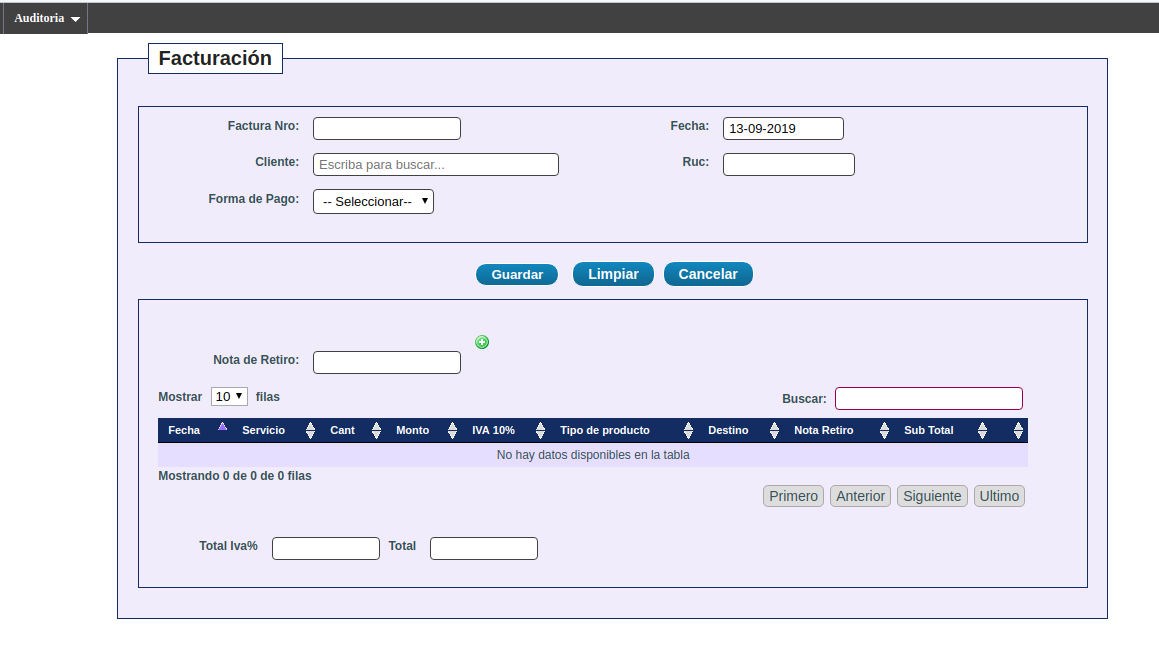 Auditoria
Facturación
Factura Nro: Fecha: 13-09-2019
Cliente: Escriba para buscar... Ruc:
Forma de Pago: -- Seleccionar--
Guardar Limpiar Cancelar
Nota de Retiro:
Mostrar 10 filas Buscar:
Fecha Servicio Cant Monto IVA 10% Tipo de producto Destino Nota Retiro Sub Total
No hay datos disponibles en la tabla
Mostrando 0 de 0 de 0 filas
Primero Anterior Siguiente Ultimo
Total Iva% Total